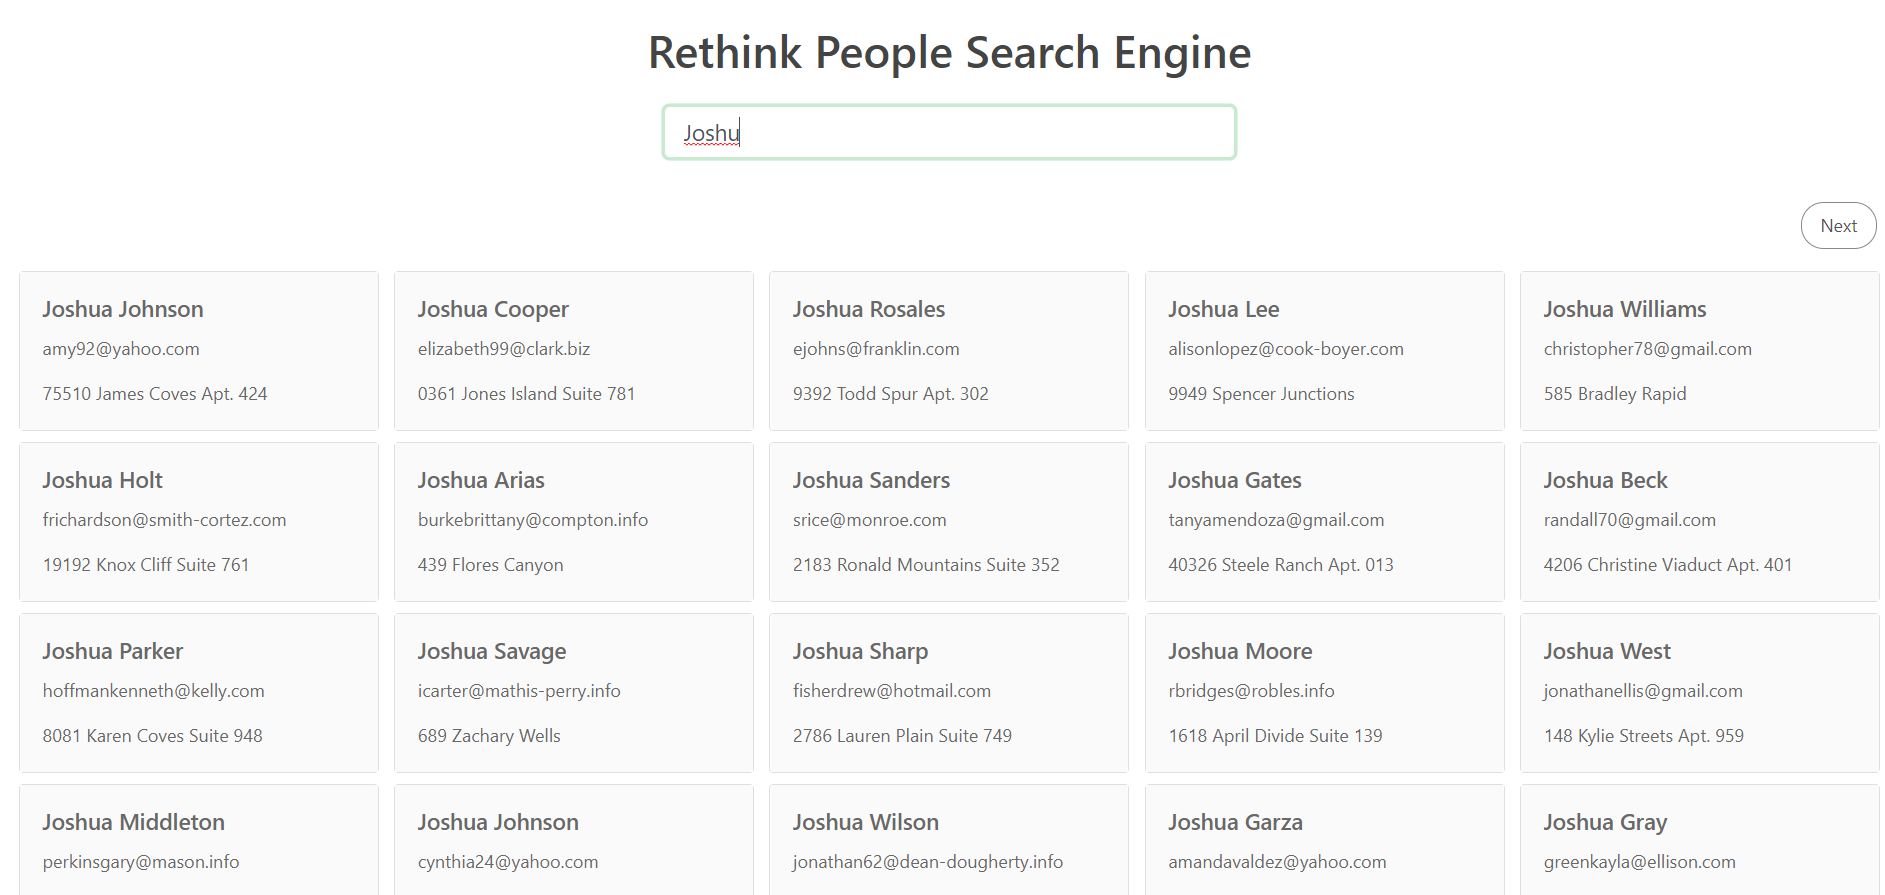 Rethink People Search Engine
Joshu
Next
Joshua Johnson
amy92@yahoo.com
75510 James Coves Apt. 424
Joshua Cooper
elizabeth99@clark.biz
0361 Jones Island Suite 781
Joshua Rosales
ejohns@franklin.com
9392 Todd Spur Apt. 302
Joshua Lee
alisonlopez@cook-boyer.com
9949 Spencer Junctions
Joshua Williams
christopher78@gmail.com
585 Bradley Rapid
Joshua Holt
frichardson@smith-cortez.com
19192 Knox Cliff Suite 761
Joshua Arias
burkebrittany@compton.info
439 Flores Canyon
Joshua Sanders
srice@monroe.com
2183 Ronald Mountains Suite 352
Joshua Gates
tanyamendoza@gmail.com
40326 Steele Ranch Apt. 013
Joshua Beck
randall70@gmail.com
4206 Christine Viaduct Apt. 401
Joshua Parker
hoffmankenneth@kelly.com
8081 Karen Coves Suite 948
Joshua Savage
icarter@mathis-perry.info
689 Zachary Wells
Joshua Sharp
fisherdrew@hotmail.com
2786 Lauren Plain Suite 749
Joshua Moore
rbridges@robles.info
1618 April Divide Suite 139
Joshua West
jonathanellis@gmail.com
148 Kylie Streets Apt. 959
Joshua Middleton
perkinsgary@mason.info
Joshua Johnson
cynthia24@yahoo.com
Joshua Wilson
jonathan62@dean-dougherty.info
Joshua Garza
amandavaldez@yahoo.com
Joshua Gray
greenkayla@ellison.com